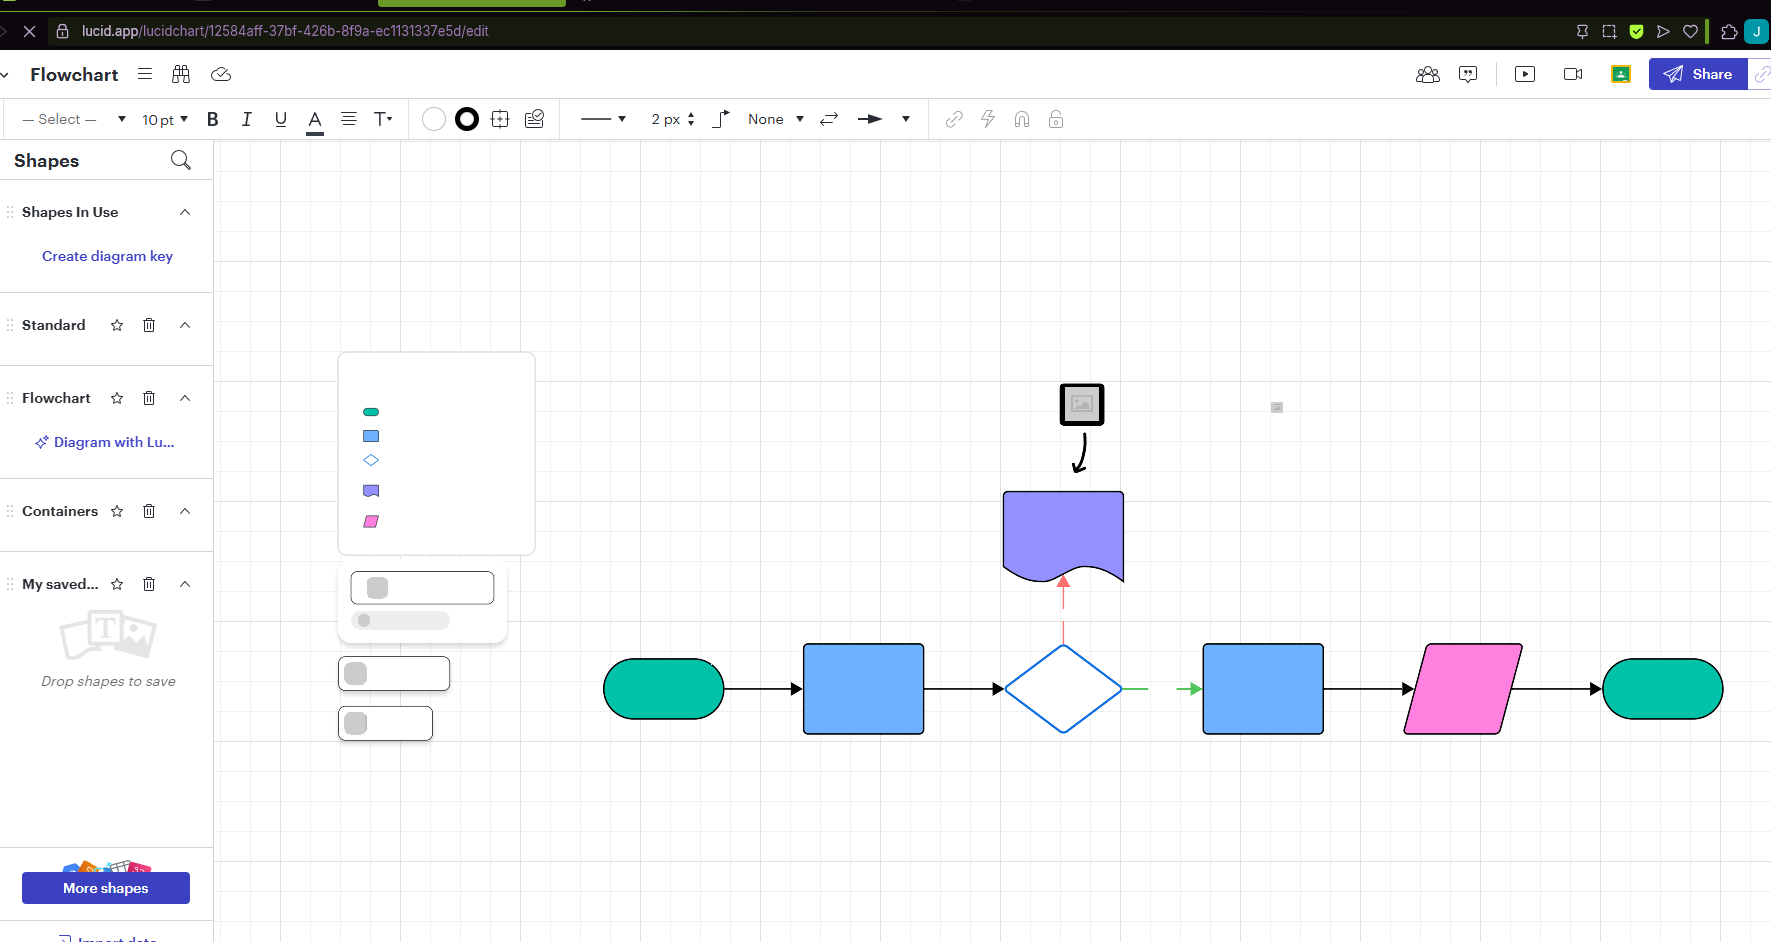 lucid.app/lucidchart/12584aff-37bf-426b-8f9a-ec1131337e5d/edit
J
Flowchart
Share
— Select —
10 pt
B I U A T
2 px
None
Shapes
Shapes In Use
Create diagram key
Standard
Flowchart
Diagram with Lu...
Containers
My saved...
T
Drop shapes to save
More shapes
Import data